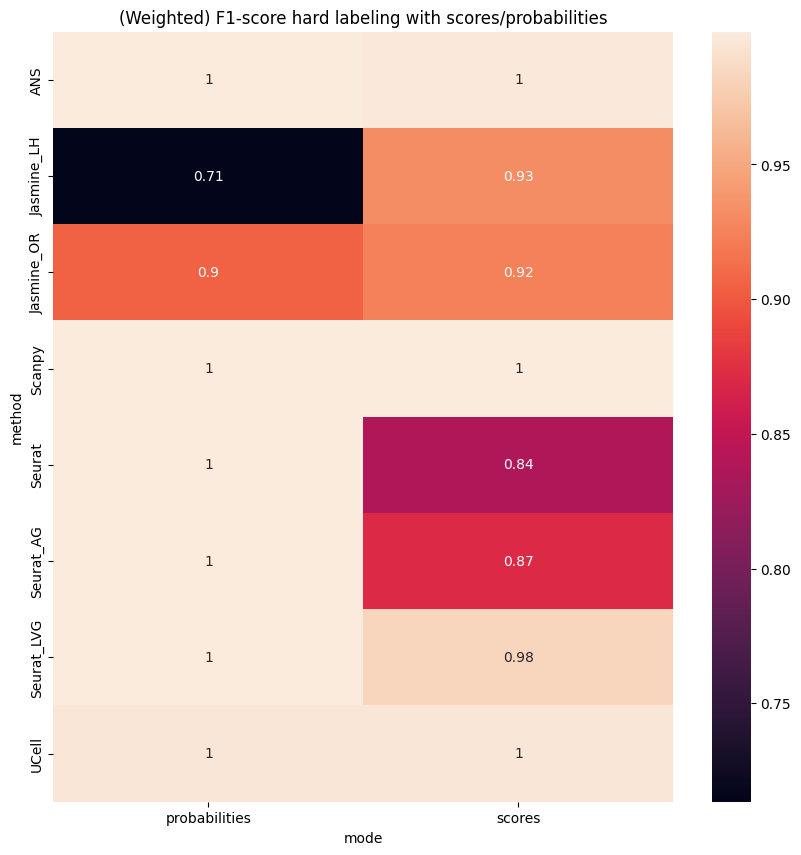 (Weighted) F1-score hard labeling with scores/probabilities
ANS
1
1
Jasmine_LH
0.71
0.93
Jasmine_OR
0.9
0.92
Scanpy
1
1
Seurat
1
0.84
Seurat_AG
1
0.87
Seurat_LVG
1
0.98
UCell
1
1
method
probabilities
scores
mode
0.95
0.90
0.85
0.80
0.75